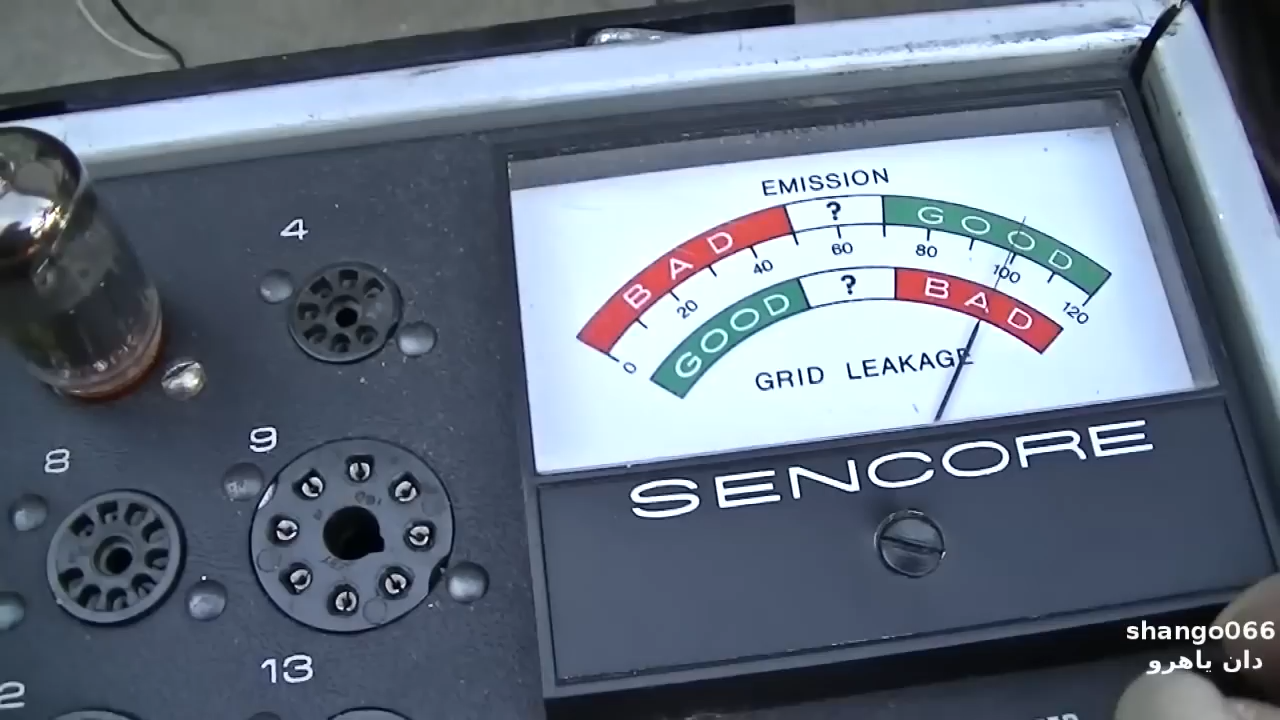 EMISSION
BAD ? GOOD
0 20 40 60 80 100 120
GOOD ? BAD
GRID LEAKAGE
SENCORE
4
8
9
13
shango066
دان یاهرو